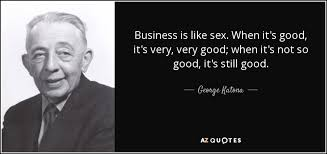 Business is like sex. When it's good,
it's very, very good; when it's not so
good, it's still good.
George Katona
AZ QUOTES